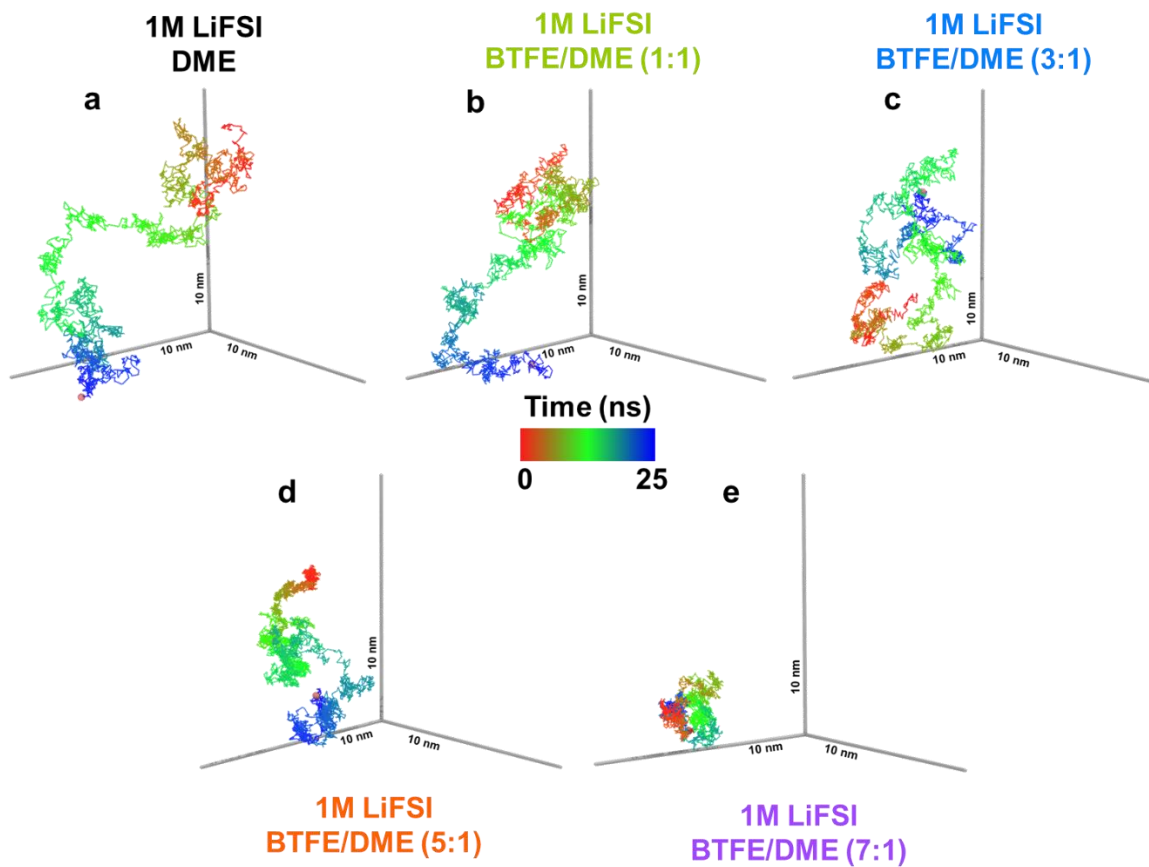 1M LiFSI
DME
1M LiFSI
BTFE/DME (1:1)
1M LiFSI
BTFE/DME (3:1)
a
b
c
10 nm
10 nm
10 nm
10 nm
10 nm
10 nm
10 nm
10 nm
10 nm
Time (ns)
0
25
d
e
10 nm
10 nm
10 nm
10 nm
10 nm
10 nm
1M LiFSI
BTFE/DME (5:1)
1M LiFSI
BTFE/DME (7:1)